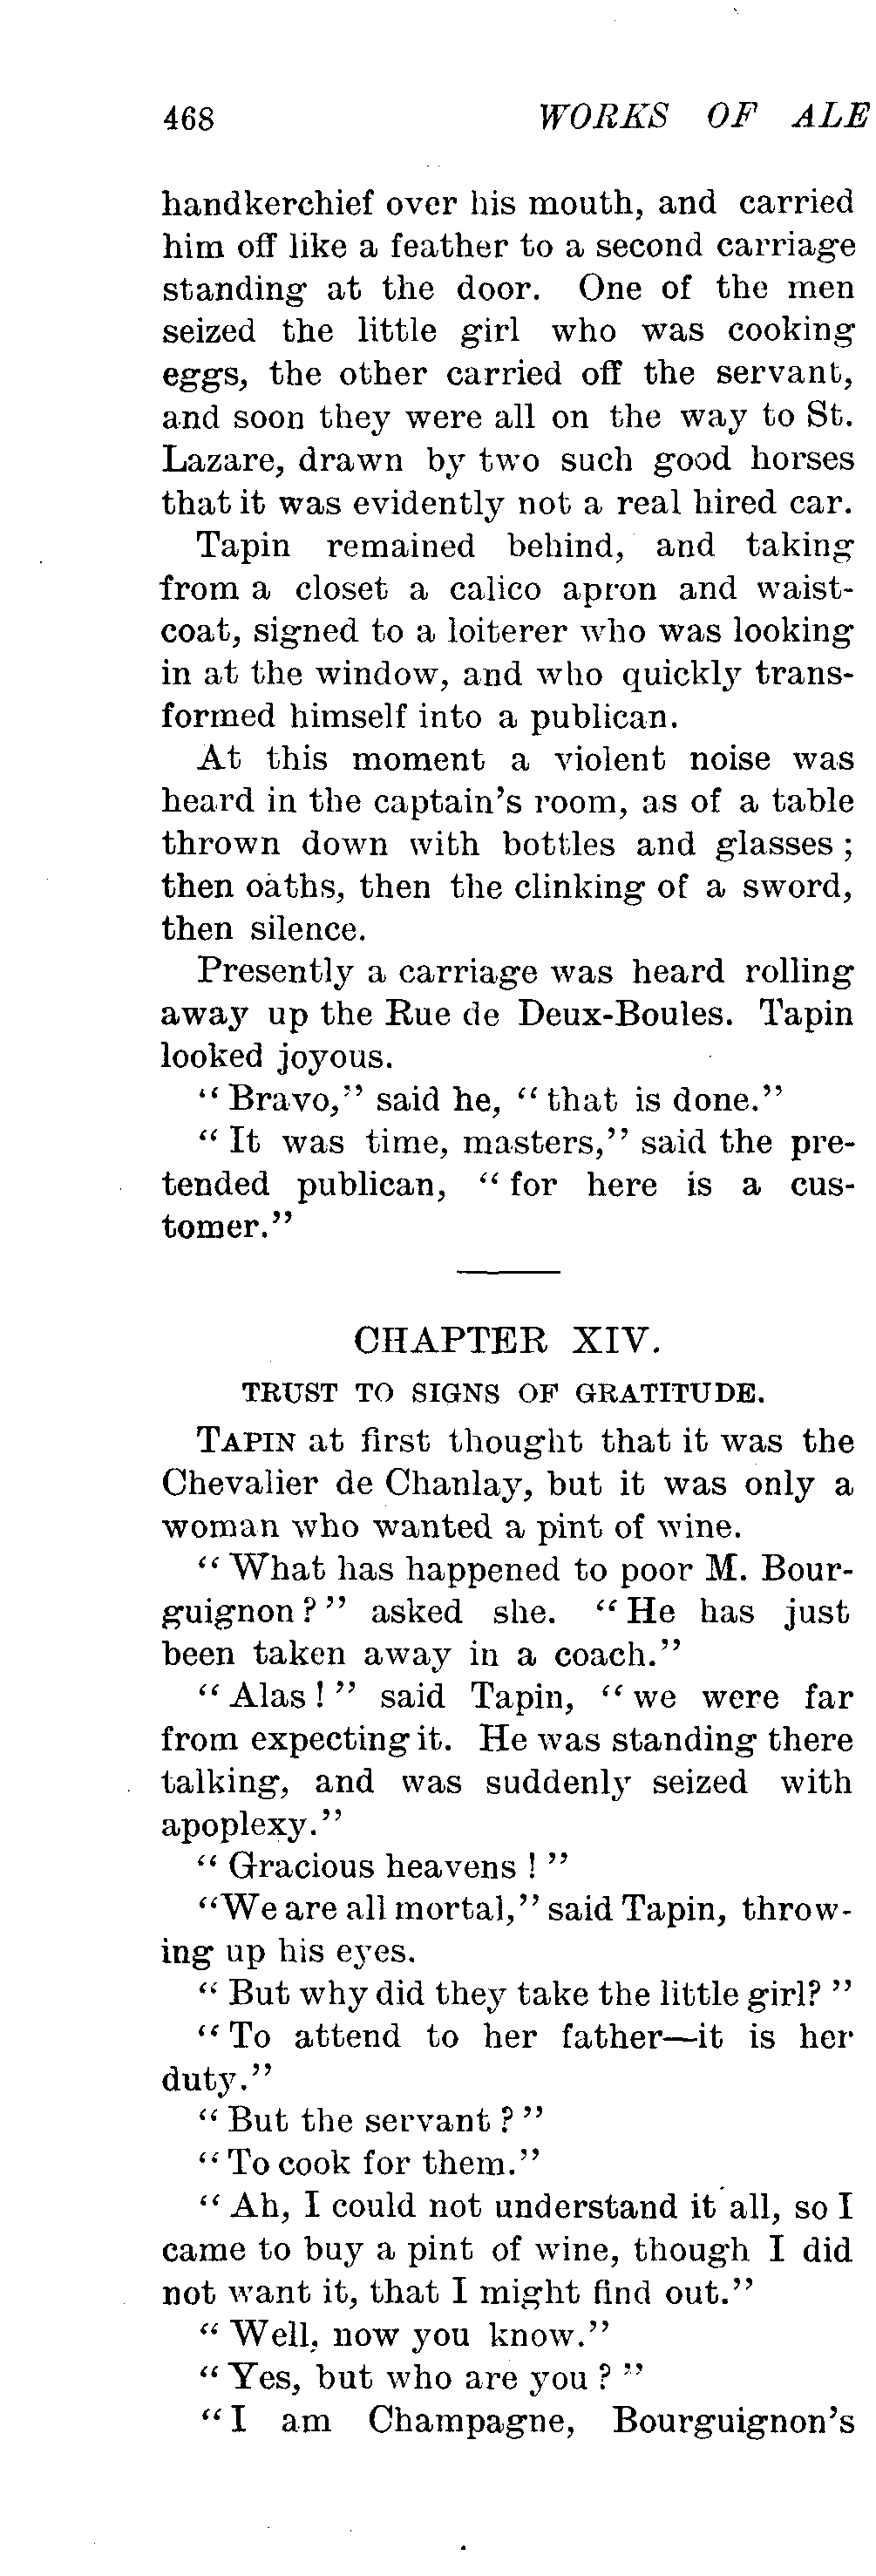 468 WORKS OF ALE
handkerchief over his mouth, and carried
him off like a feather to a second carriage
standing at the door. One of the men
seized the little girl who was cooking
eggs, the other carried off the servant,
and soon they were all on the way to St.
Lazare, drawn by two such good horses
that it was evidently not a real hired car.
Tapin remained behind, and taking
from a closet a calico apron and waist-
coat, signed to a loiterer who was looking
in at the window, and who quickly trans-
formed himself into a publican.
At this moment a violent noise was
heard in the captain's room, as of a table
thrown down with bottles and glasses ;
then oaths, then the clinking of a sword,
then silence.
Presently a carriage was heard rolling
away up the Rue de Deux-Boules. Tapin
looked joyous.
"Bravo," said he, "that is done."
"It was time, masters," said the pre-
tended publican, "for here is a cus-
tomer."
CHAPTER XIV.
TRUST TO SIGNS OF GRATITUDE.
TAPIN at first thought that it was the
Chevalier de Chanlay, but it was only a
woman who wanted a pint of wine.
"What has happened to poor M. Bour-
guignon?" asked she. "He has just
been taken away in a coach."
"Alas!" said Tapin, "we were far
from expecting it. He was standing there
talking, and was suddenly seized with
apoplexy."
"Gracious heavens!"
"We are all mortal," said Tapin, throw-
ing up his eyes.
"But why did they take the little girl?"
"To attend to her father—it is her
duty."
"But the servant?"
"To cook for them."
"Ah, I could not understand it all, so I
came to buy a pint of wine, though I did
not want it, that I might find out."
"Well, now you know."
"Yes, but who are you?"
"I am Champagne, Bourguignon's